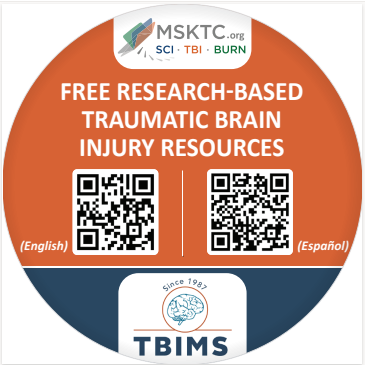 MSKTC.org
SCI · TBI · BURN
FREE RESEARCH-BASED
TRAUMATIC BRAIN
INJURY RESOURCES
(English)
(Español)
Since 1987
TBIMS